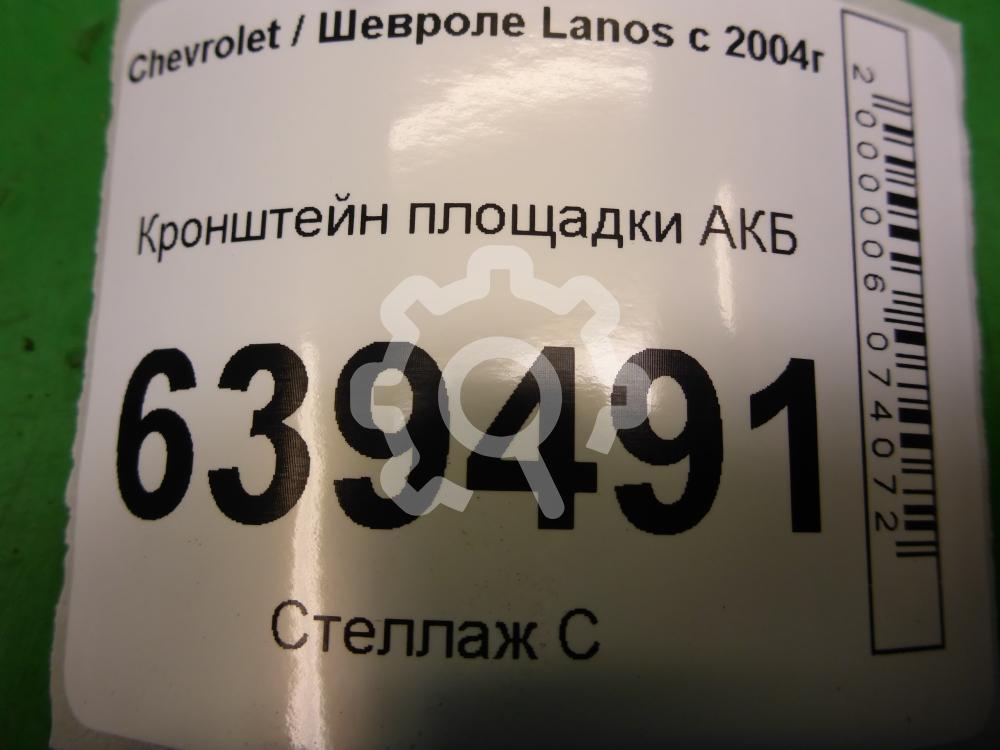 Chevrolet / Шевроле Lanos с 2004г
Кронштейн площадки АКБ
639491
Стеллаж С
2000006074072